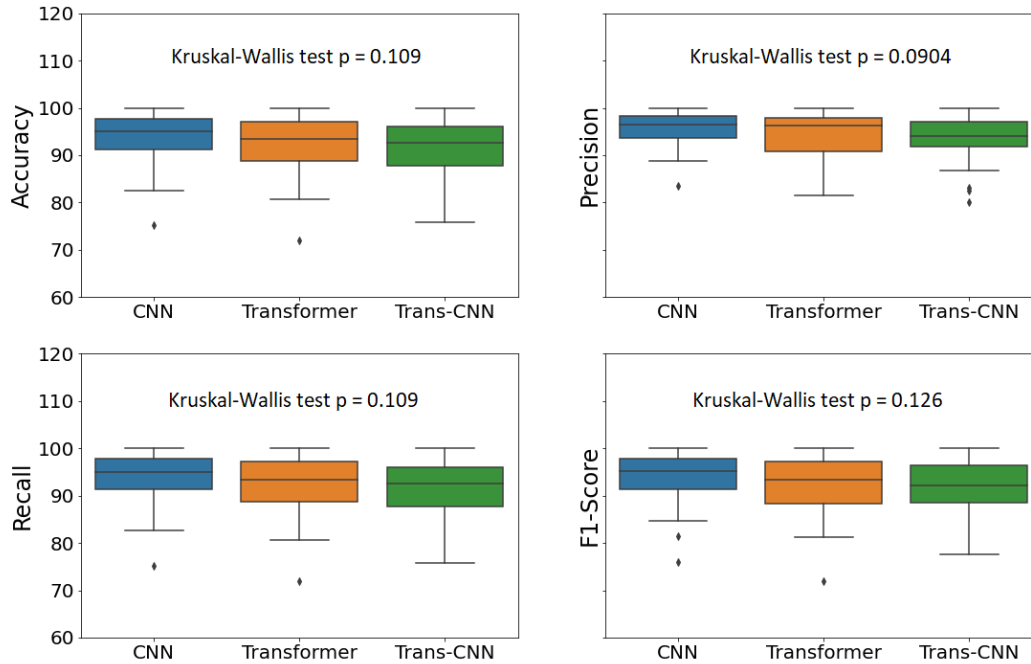 120
110
100
90
80
70
60
Accuracy
Kruskal-Wallis test p = 0.109
CNN Transformer Trans-CNN
Precision
Kruskal-Wallis test p = 0.0904
CNN Transformer Trans-CNN
120
110
100
90
80
70
60
Recall
Kruskal-Wallis test p = 0.109
CNN Transformer Trans-CNN
F1-Score
Kruskal-Wallis test p = 0.126
CNN Transformer Trans-CNN